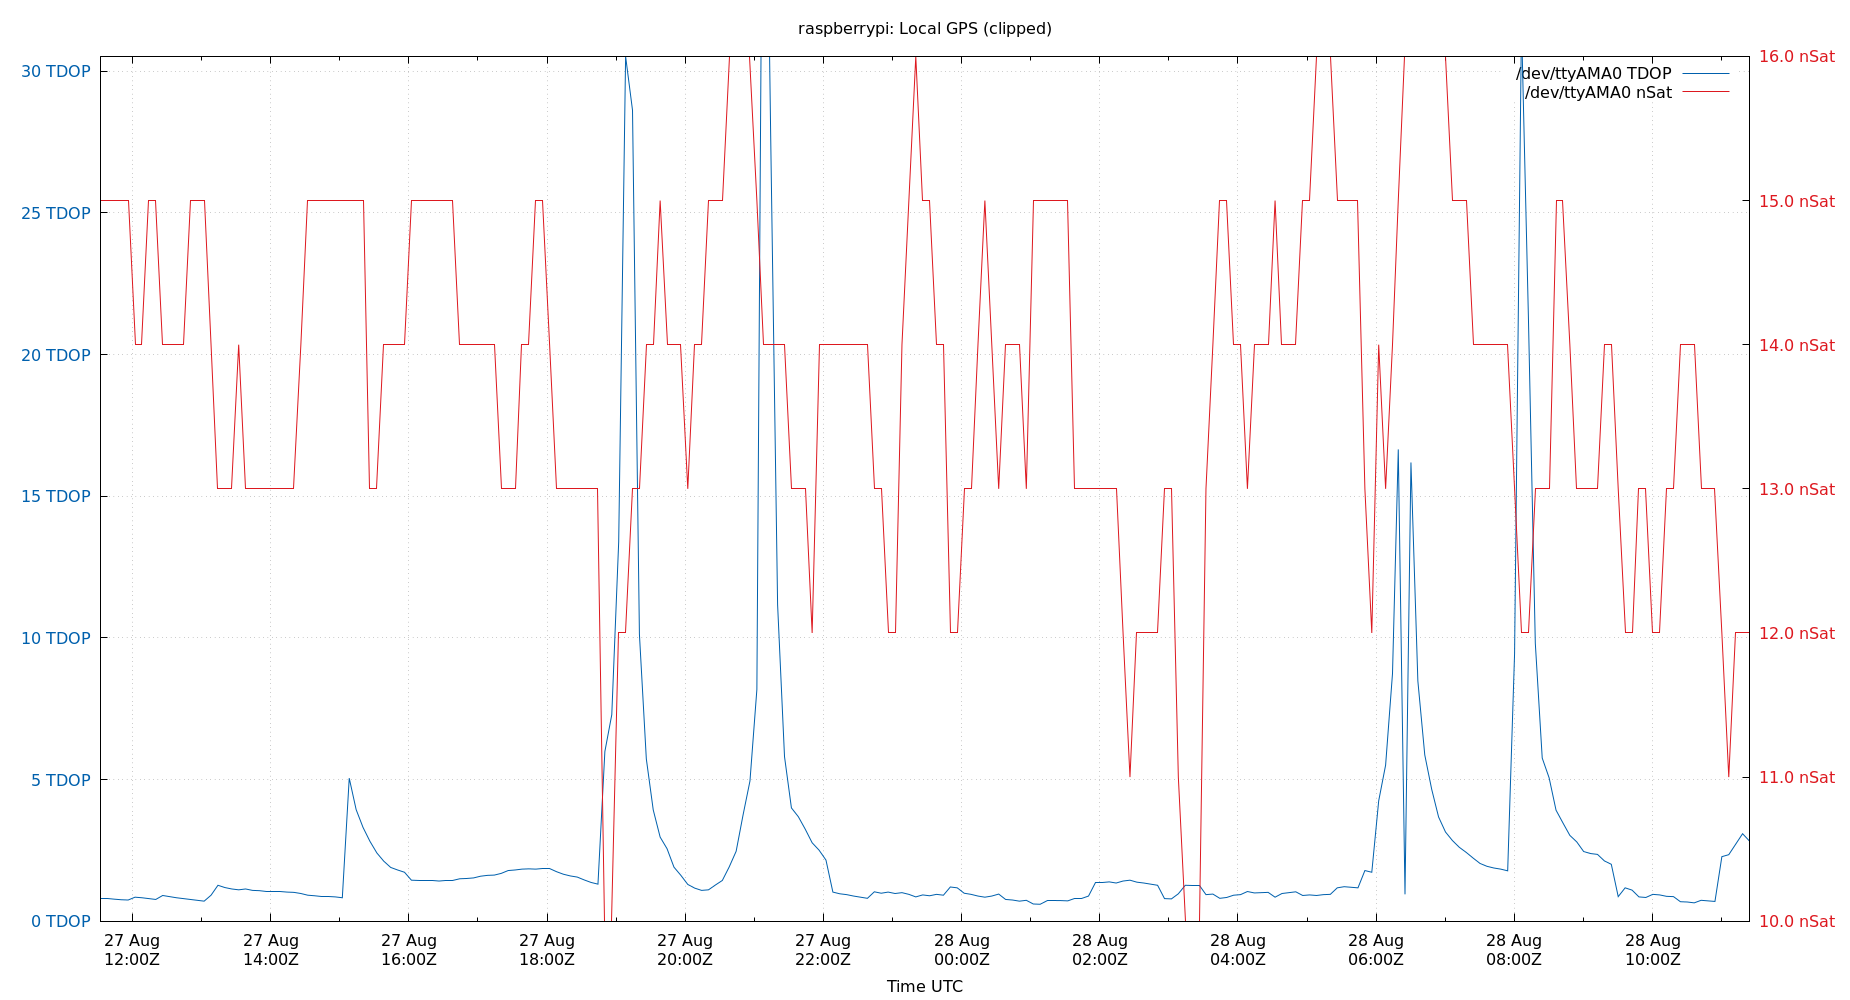 raspberrypi: Local GPS (clipped)
30 TDOP
25 TDOP
20 TDOP
15 TDOP
10 TDOP
5 TDOP
0 TDOP
16.0 nSat
15.0 nSat
14.0 nSat
13.0 nSat
12.0 nSat
11.0 nSat
10.0 nSat
/dev/ttyAMA0 TDOP
/dev/ttyAMA0 nSat
27 Aug
12:00Z
27 Aug
14:00Z
27 Aug
16:00Z
27 Aug
18:00Z
27 Aug
20:00Z
27 Aug
22:00Z
28 Aug
00:00Z
28 Aug
02:00Z
28 Aug
04:00Z
28 Aug
06:00Z
28 Aug
08:00Z
28 Aug
10:00Z
Time UTC